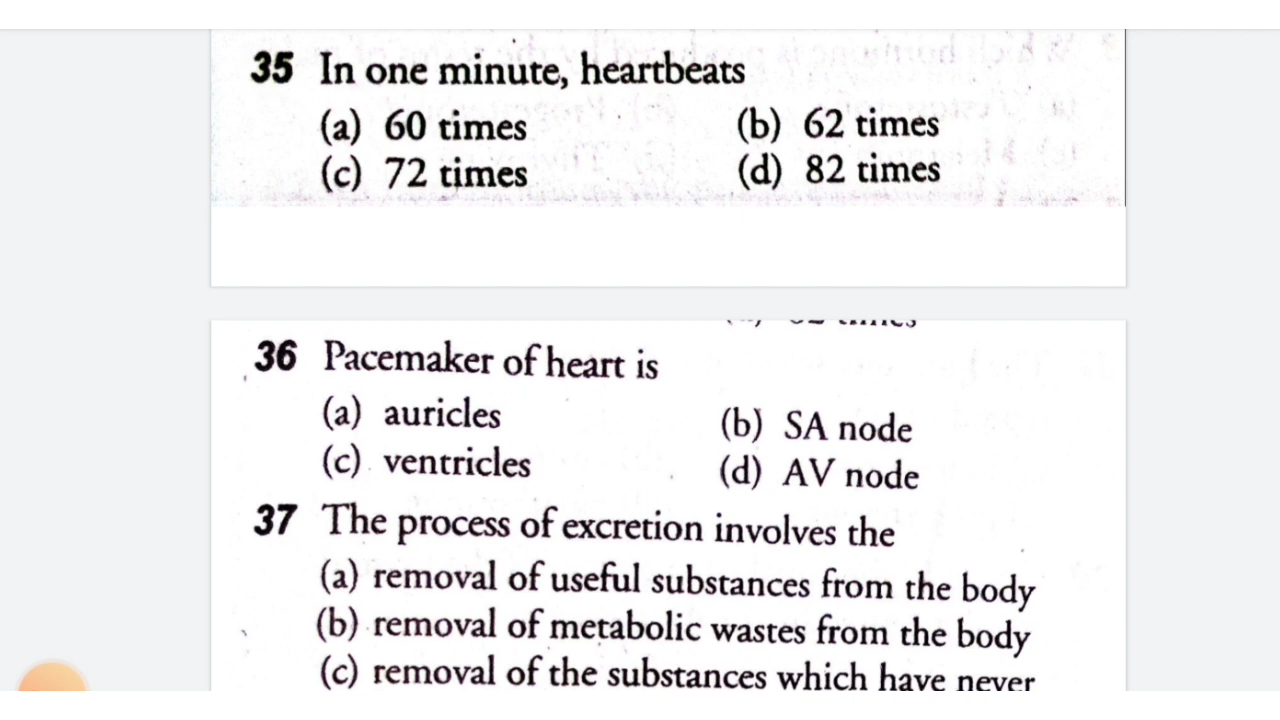 35 In one minute, heartbeats
(a) 60 times (b) 62 times
(c) 72 times (d) 82 times
36 Pacemaker of heart is
(a) auricles (b) SA node
(c) ventricles (d) AV node
37 The process of excretion involves the
(a) removal of useful substances from the body
(b) removal of metabolic wastes from the body
(c) removal of the substances which have never